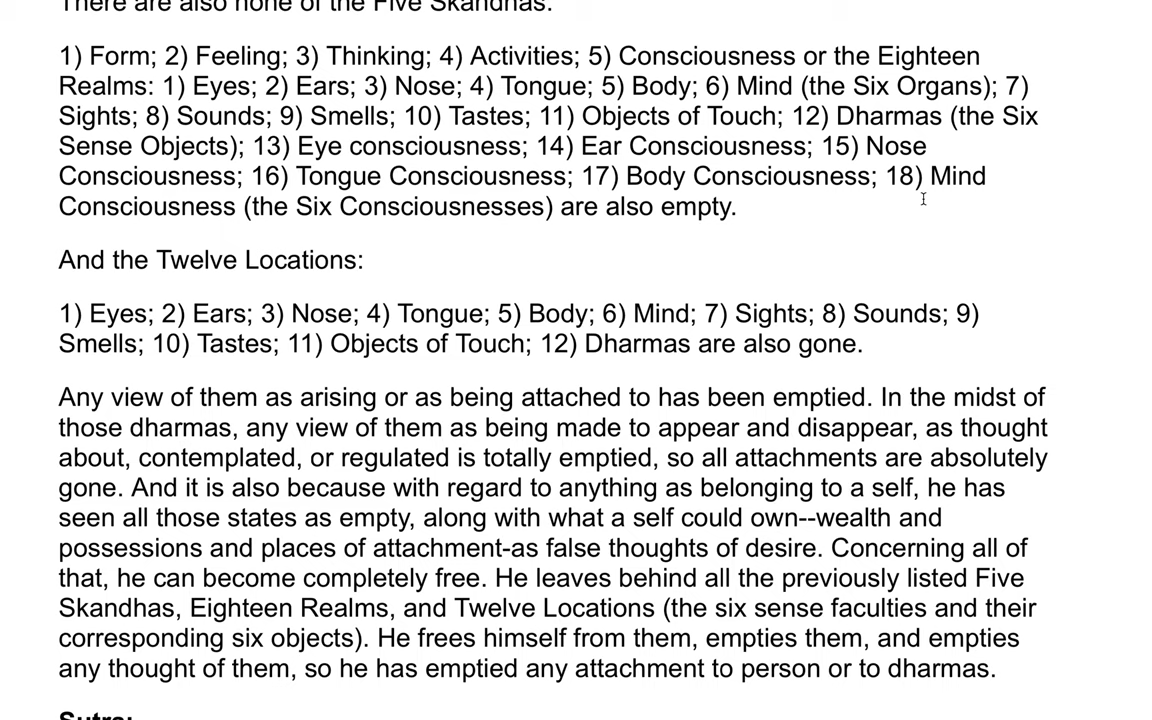 There are also none of the Five Skandhas:
1) Form; 2) Feeling; 3) Thinking; 4) Activities; 5) Consciousness or the Eighteen
Realms: 1) Eyes; 2) Ears; 3) Nose; 4) Tongue; 5) Body; 6) Mind (the Six Organs); 7)
Sights; 8) Sounds; 9) Smells; 10) Tastes; 11) Objects of Touch; 12) Dharmas (the Six
Sense Objects); 13) Eye consciousness; 14) Ear Consciousness; 15) Nose
Consciousness; 16) Tongue Consciousness; 17) Body Consciousness; 18) Mind
Consciousness (the Six Consciousnesses) are also empty.
And the Twelve Locations:
1) Eyes; 2) Ears; 3) Nose; 4) Tongue; 5) Body; 6) Mind; 7) Sights; 8) Sounds; 9)
Smells; 10) Tastes; 11) Objects of Touch; 12) Dharmas are also gone.
Any view of them as arising or as being attached to has been emptied. In the midst of
those dharmas, any view of them as being made to appear and disappear, as thought
about, contemplated, or regulated is totally emptied, so all attachments are absolutely
gone. And it is also because with regard to anything as belonging to a self, he has
seen all those states as empty, along with what a self could own--wealth and
possessions and places of attachment-as false thoughts of desire. Concerning all of
that, he can become completely free. He leaves behind all the previously listed Five
Skandhas, Eighteen Realms, and Twelve Locations (the six sense faculties and their
corresponding six objects). He frees himself from them, empties them, and empties
any thought of them, so he has emptied any attachment to person or to dharmas.
Sutra: